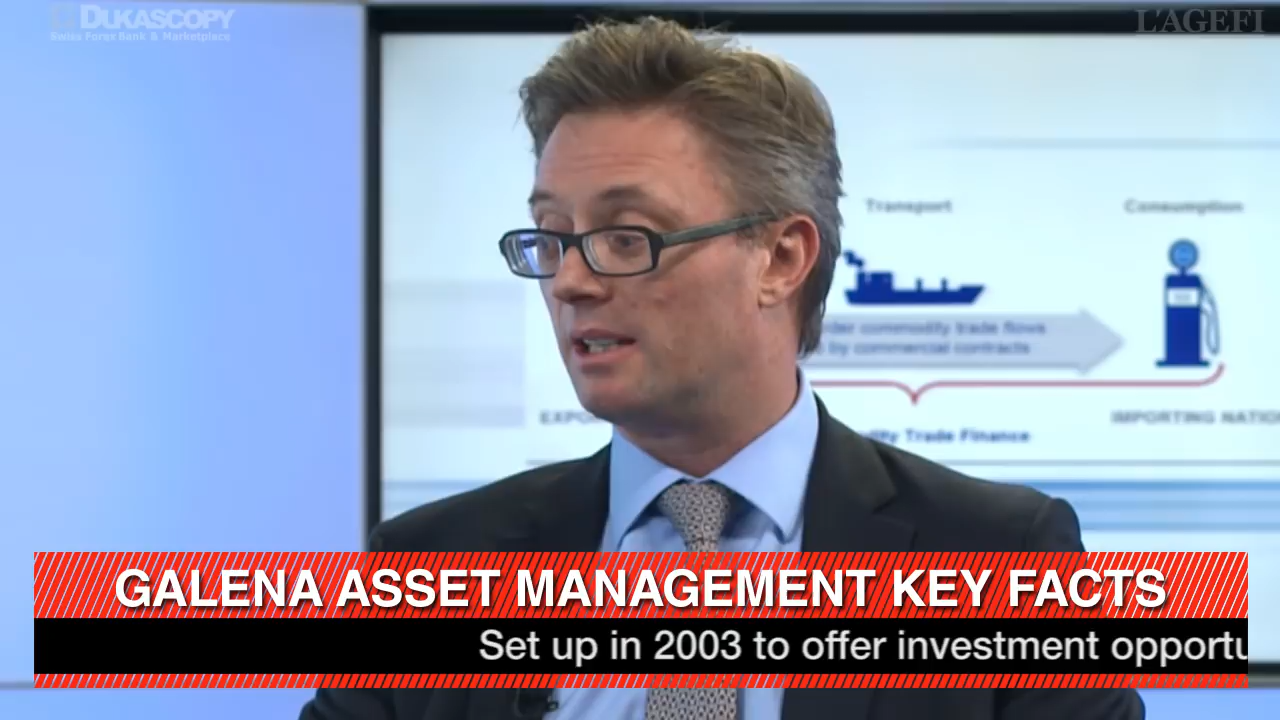 DUKASCOPY
Swiss Forex Bank & Marketplace
L'AGEFI
Transport
Consumption
commodity trade flows
by commercial contracts
IMPORTING
Trade Finance
GALENA ASSET MANAGEMENT KEY FACTS
Set up in 2003 to offer investment opportu